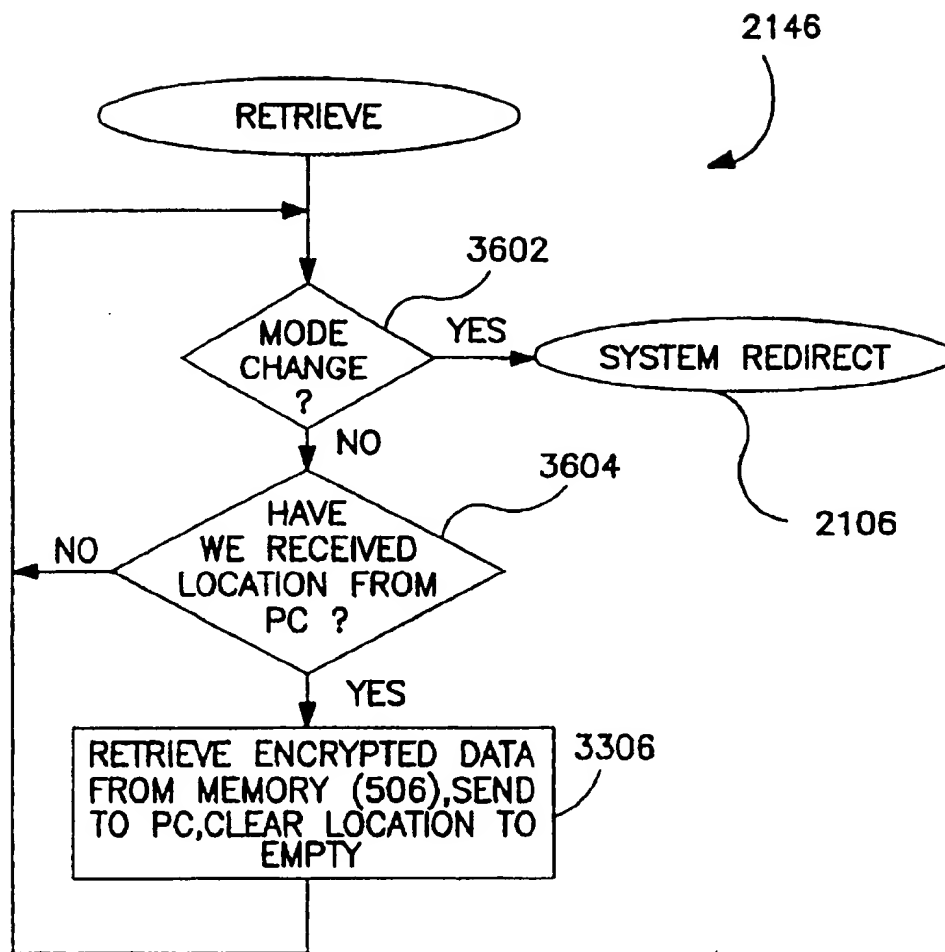 2146
RETRIEVE
3602
MODE
CHANGE
?
YES
SYSTEM REDIRECT
NO
2106
3604
HAVE
WE RECEIVED
LOCATION FROM
PC ?
NO
YES
3306
RETRIEVE ENCRYPTED DATA
FROM MEMORY (506),SEND
TO PC,CLEAR LOCATION TO
EMPTY